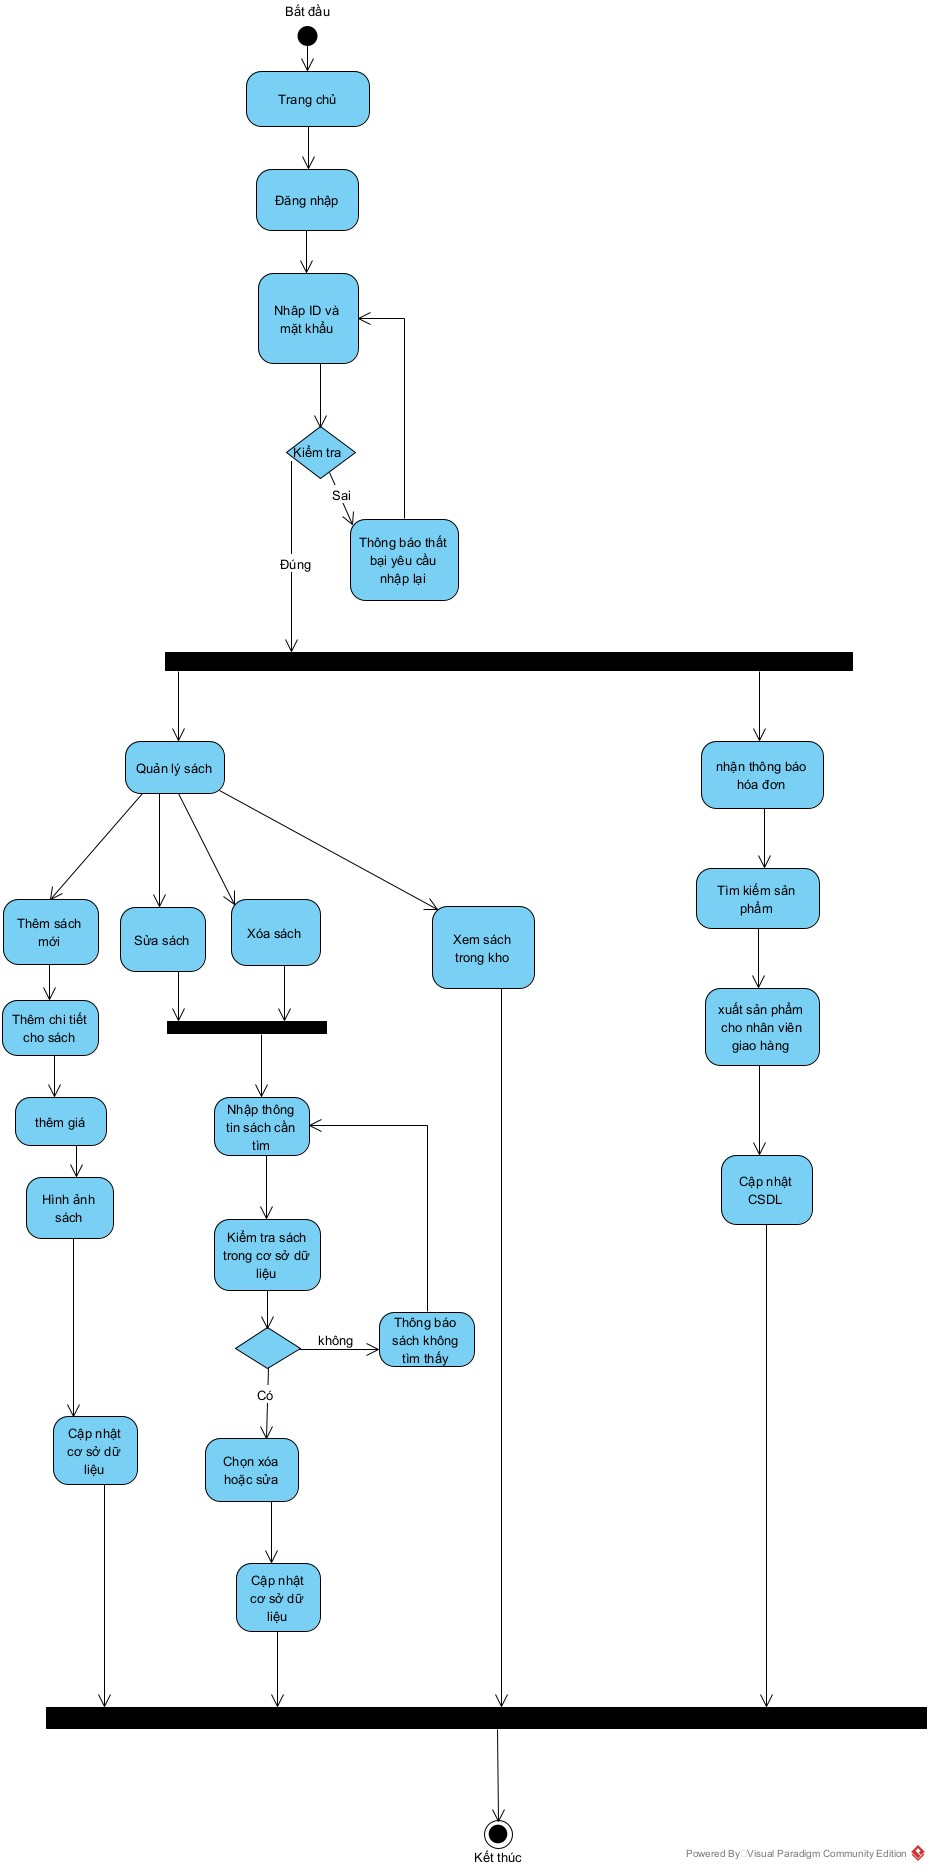 Bắt đầu
Trang chủ
Đăng nhập
Nhâp ID và
mặt khẩu
Kiểm tra
Sai
Thông báo thất
bại yêu cầu
nhập lại
Đúng
Quản lý sách
nhận thông báo
hóa đơn
Thêm sách
mới
Sửa sách
Xóa sách
Xem sách
trong kho
Tìm kiếm sản
phẩm
Thêm chi tiết
cho sách
xuất sản phẩm
cho nhân viên
giao hàng
thêm giá
Nhập thông
tin sách cần
tìm
Hình ảnh
sách
Cập nhật
CSDL
Kiểm tra sách
trong cơ sở dữ
liệu
không
Thông báo
sách không
tìm thấy
Có
Cập nhật
cơ sở dữ
liệu
Chọn xóa
hoặc sửa
Cập nhật
cơ sở dữ
liệu
Kết thúc
Powered By Visual Paradigm Community Edition